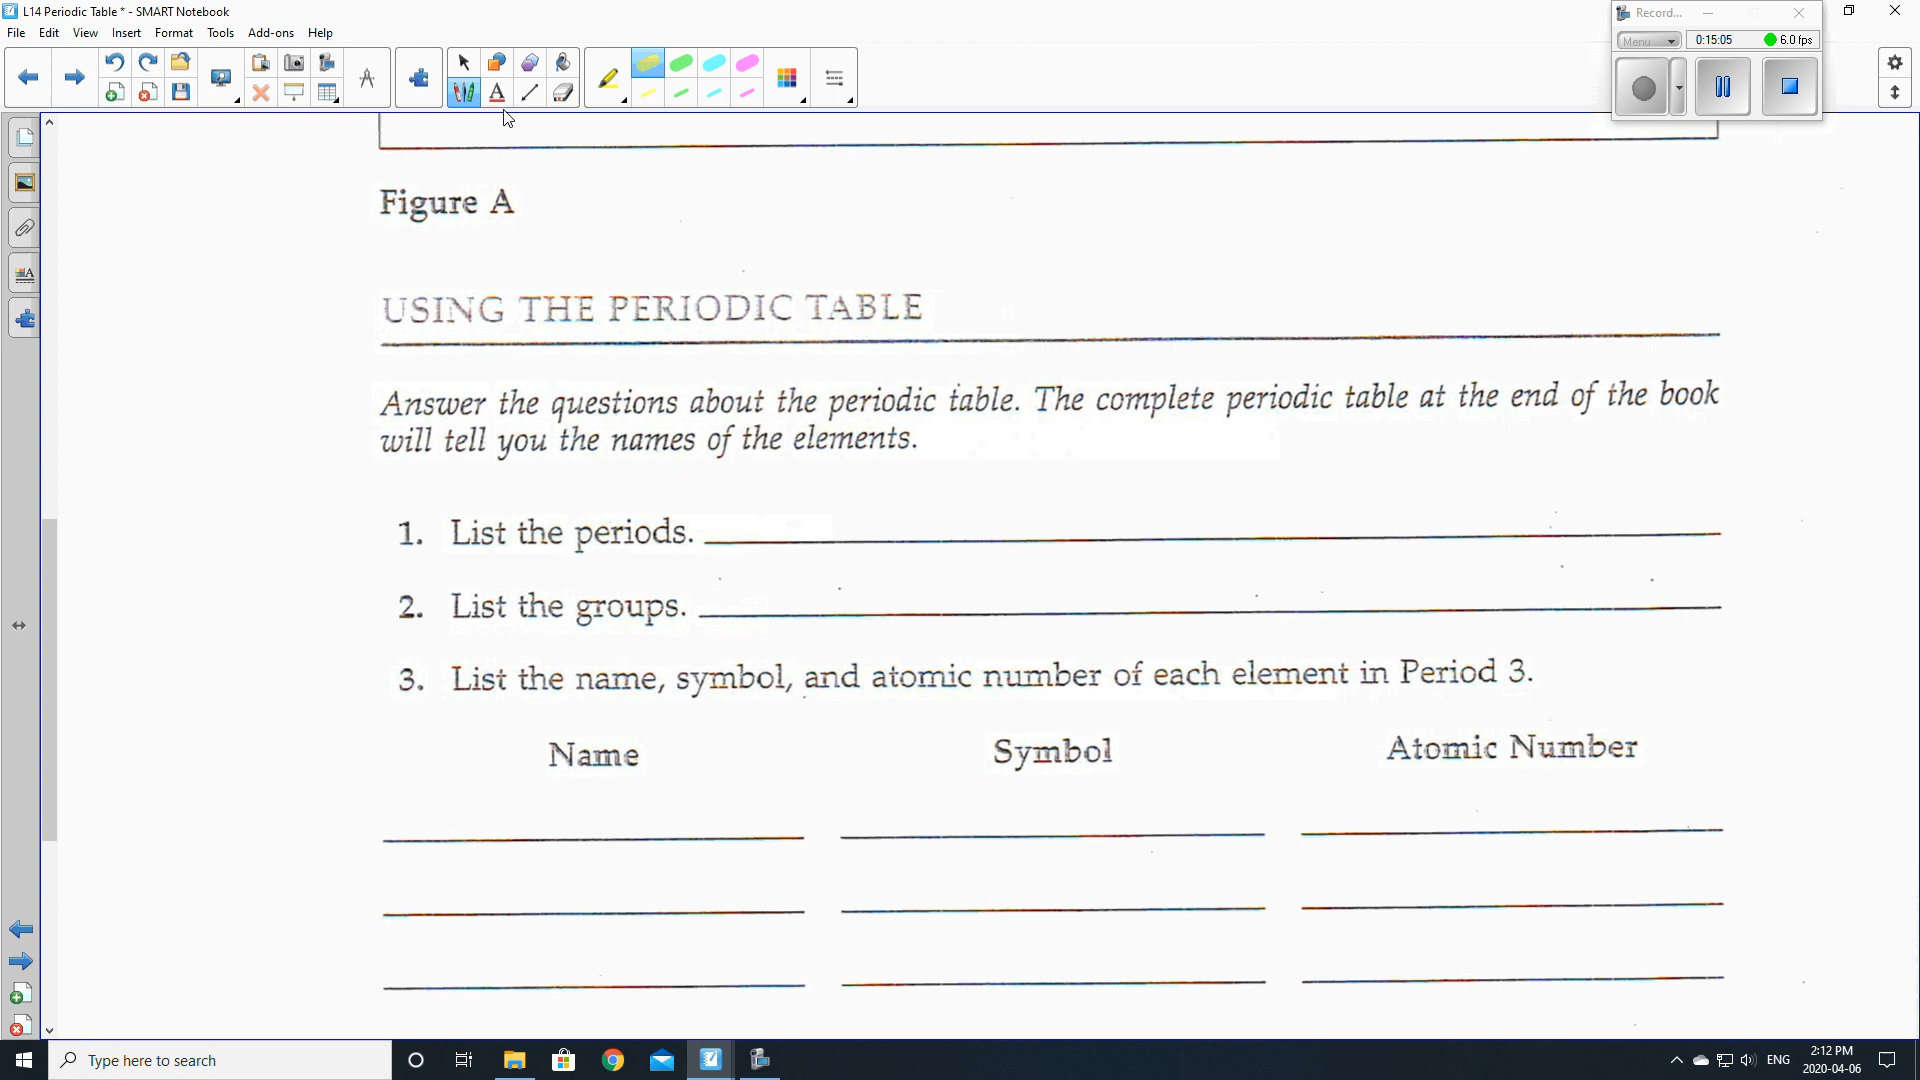 L14 Periodic Table * - SMART Notebook
Record...
File Edit View Insert Format Tools Add-ons Help
Menu 0:15:05 6.0 fps
Figure A
USING THE PERIODIC TABLE
Answer the questions about the periodic table. The complete periodic table at the end of the book
will tell you the names of the elements.
1. List the periods.
2. List the groups.
3. List the name, symbol, and atomic number of each element in Period 3.
Name Symbol Atomic Number
Type here to search
ENG
2:12 PM
2020-04-06